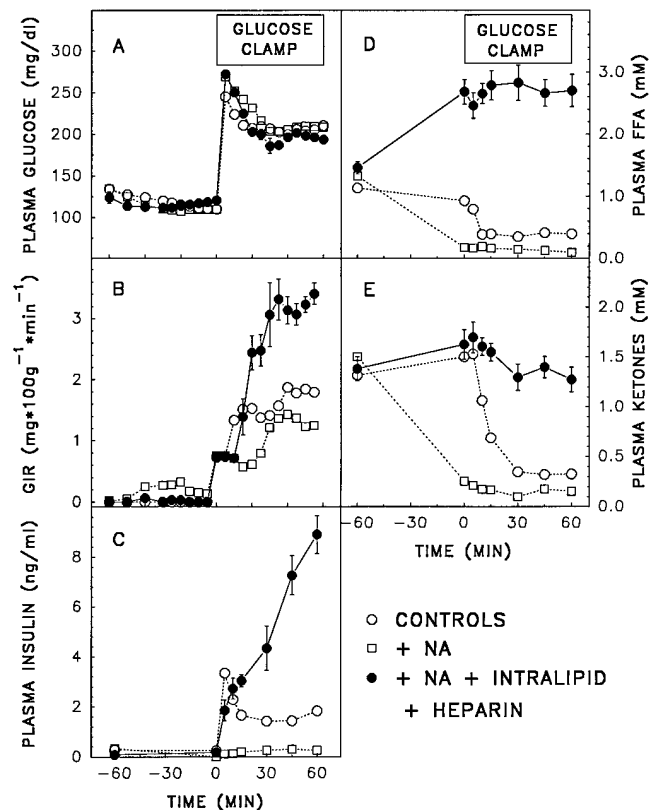 A
GLUCOSE
CLAMP
PLASMA GLUCOSE (mg/dl)
350
300
250
200
150
100
D
GLUCOSE
CLAMP
PLASMA FFA (mM)
3.0
2.0
1.0
0.0
B
GIR (mg*100g⁻¹*min⁻¹)
3
2
1
0
E
PLASMA KETONES (mM)
2.0
1.5
1.0
0.5
0.0
−60 −30 0 30 60
TIME (MIN)
C
PLASMA INSULIN (ng/ml)
8
6
4
2
0
−60 −30 0 30 60
TIME (MIN)
CONTROLS
+ NA
+ NA + INTRALIPID
+ HEPARIN